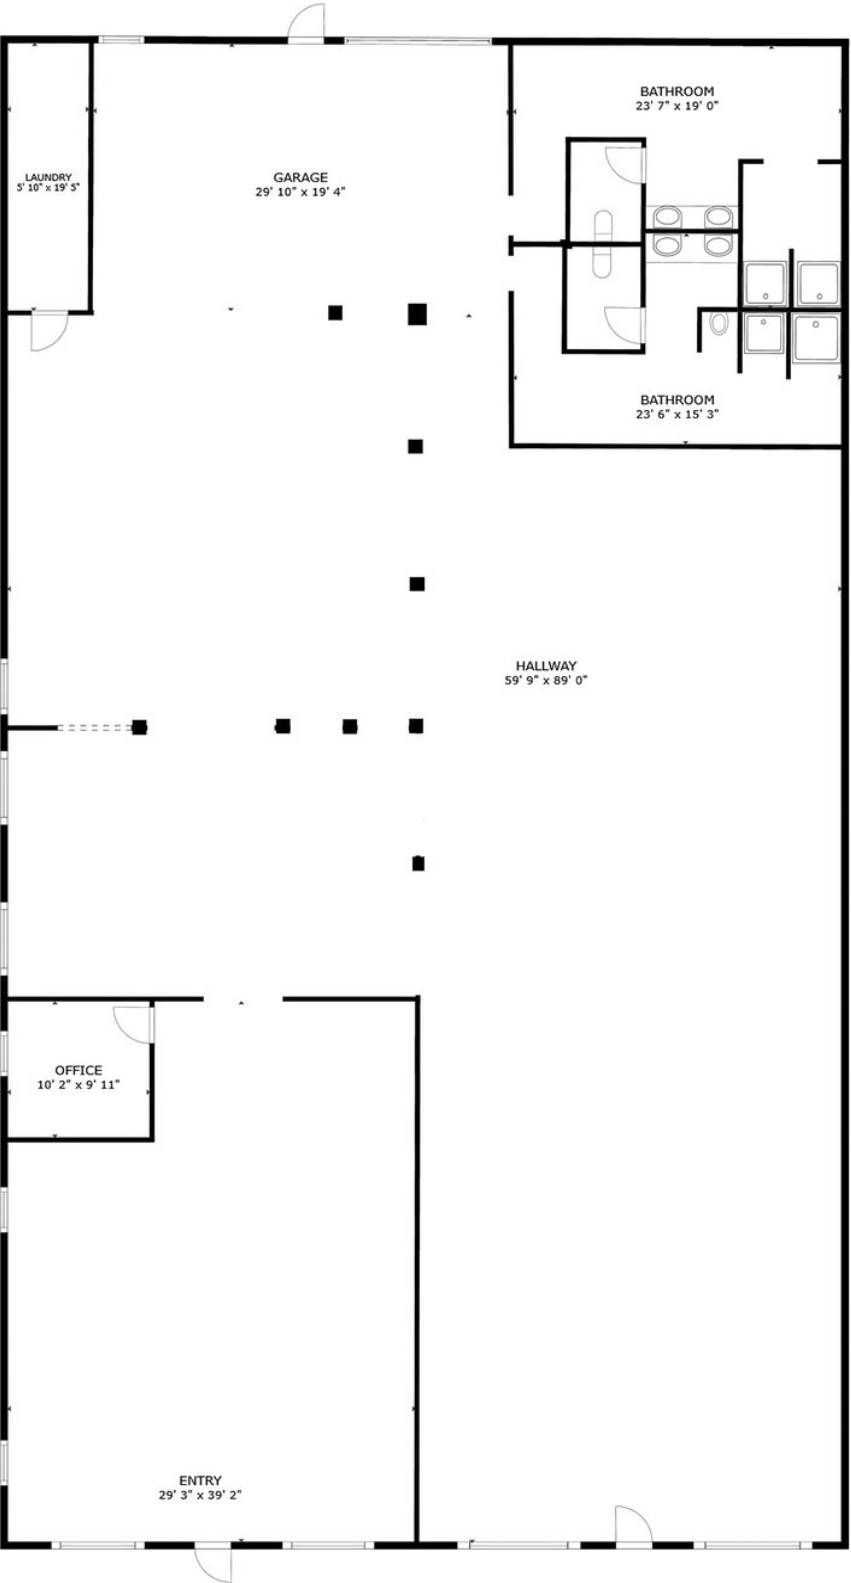 BATHROOM
23' 7" x 19' 0"
LAUNDRY
5' 10" x 19' 5"
GARAGE
29' 10" x 19' 4"
BATHROOM
23' 6" x 15' 3"
HALLWAY
59' 9" x 89' 0"
OFFICE
10' 2" x 9' 11"
ENTRY
29' 3" x 39' 2"